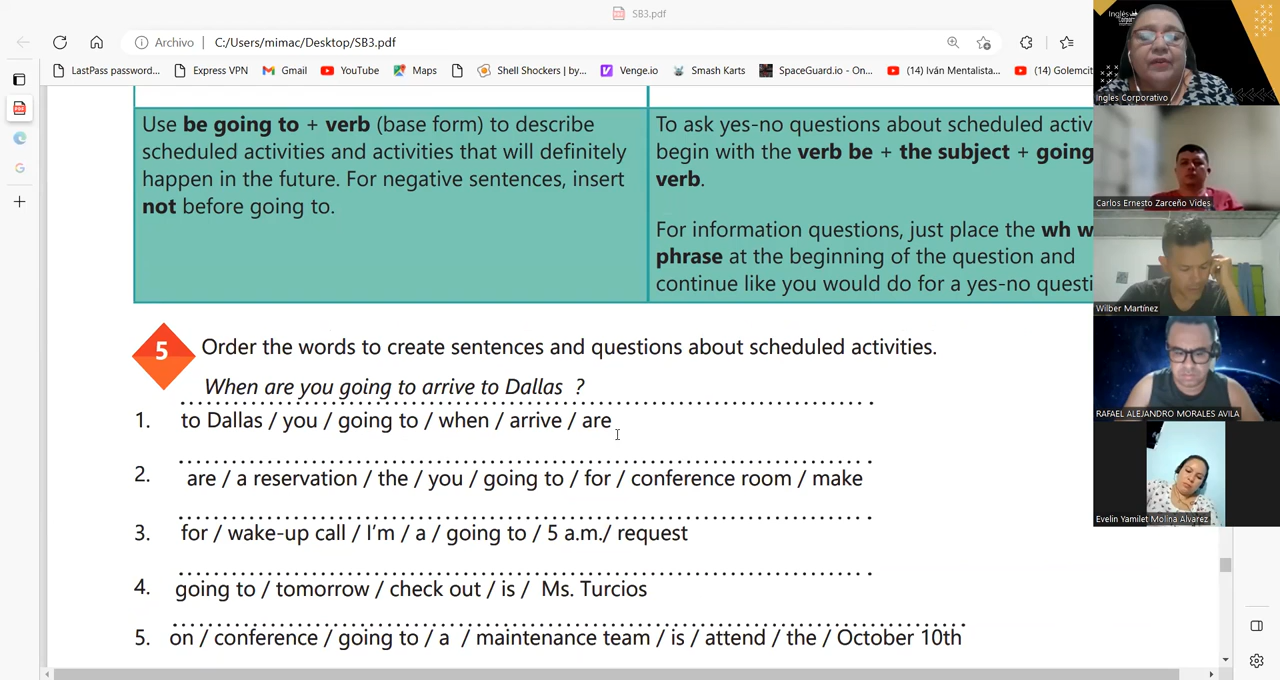 SB3.pdf
Archivo C:/Users/mimac/Desktop/SB3.pdf
LastPass password... Express VPN Gmail YouTube Maps Shell Shockers | by... Venge.io Smash Karts SpaceGuard.io - On... (14) Iván Mentalista... (14) Golemcit
Use be going to + verb (base form) to describe
scheduled activities and activities that will definitely
happen in the future. For negative sentences, insert
not before going to.
To ask yes-no questions about scheduled activ
begin with the verb be + the subject + going
verb.
For information questions, just place the wh w
phrase at the beginning of the question and
continue like you would do for a yes-no questi
5 Order the words to create sentences and questions about scheduled activities.
When are you going to arrive to Dallas ?
1. to Dallas / you / going to / when / arrive / are
2. are / a reservation / the / you / going to / for / conference room / make
3. for / wake-up call / I'm / a / going to / 5 a.m./ request
4. going to / tomorrow / check out / is / Ms. Turcios
5. on / conference / going to / a / maintenance team / is / attend / the / October 10th
Inglés
Corporativo
Ingles Corporativo
Carlos Ernesto Zarceño Vides
Wilber Martínez
RAFAEL ALEJANDRO MORALES AVILA
Evelin Yamilet Molina Alvarez